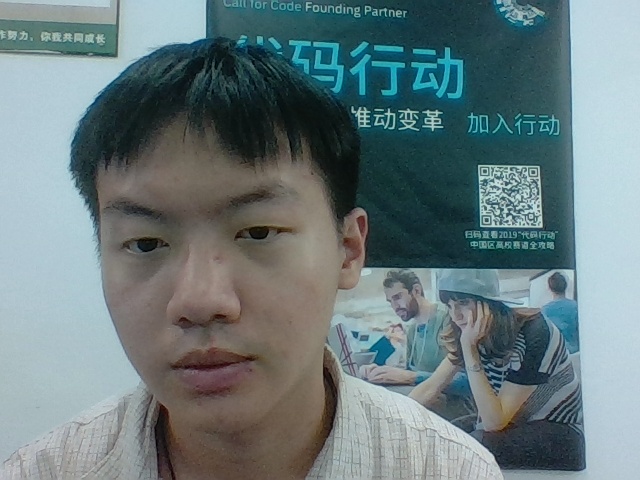 Call for Code Founding Partner
作努力，你我共同成长
代码行动
推动变革
加入行动
扫码查看2019“代码行动”
中国区高校赛道全攻略